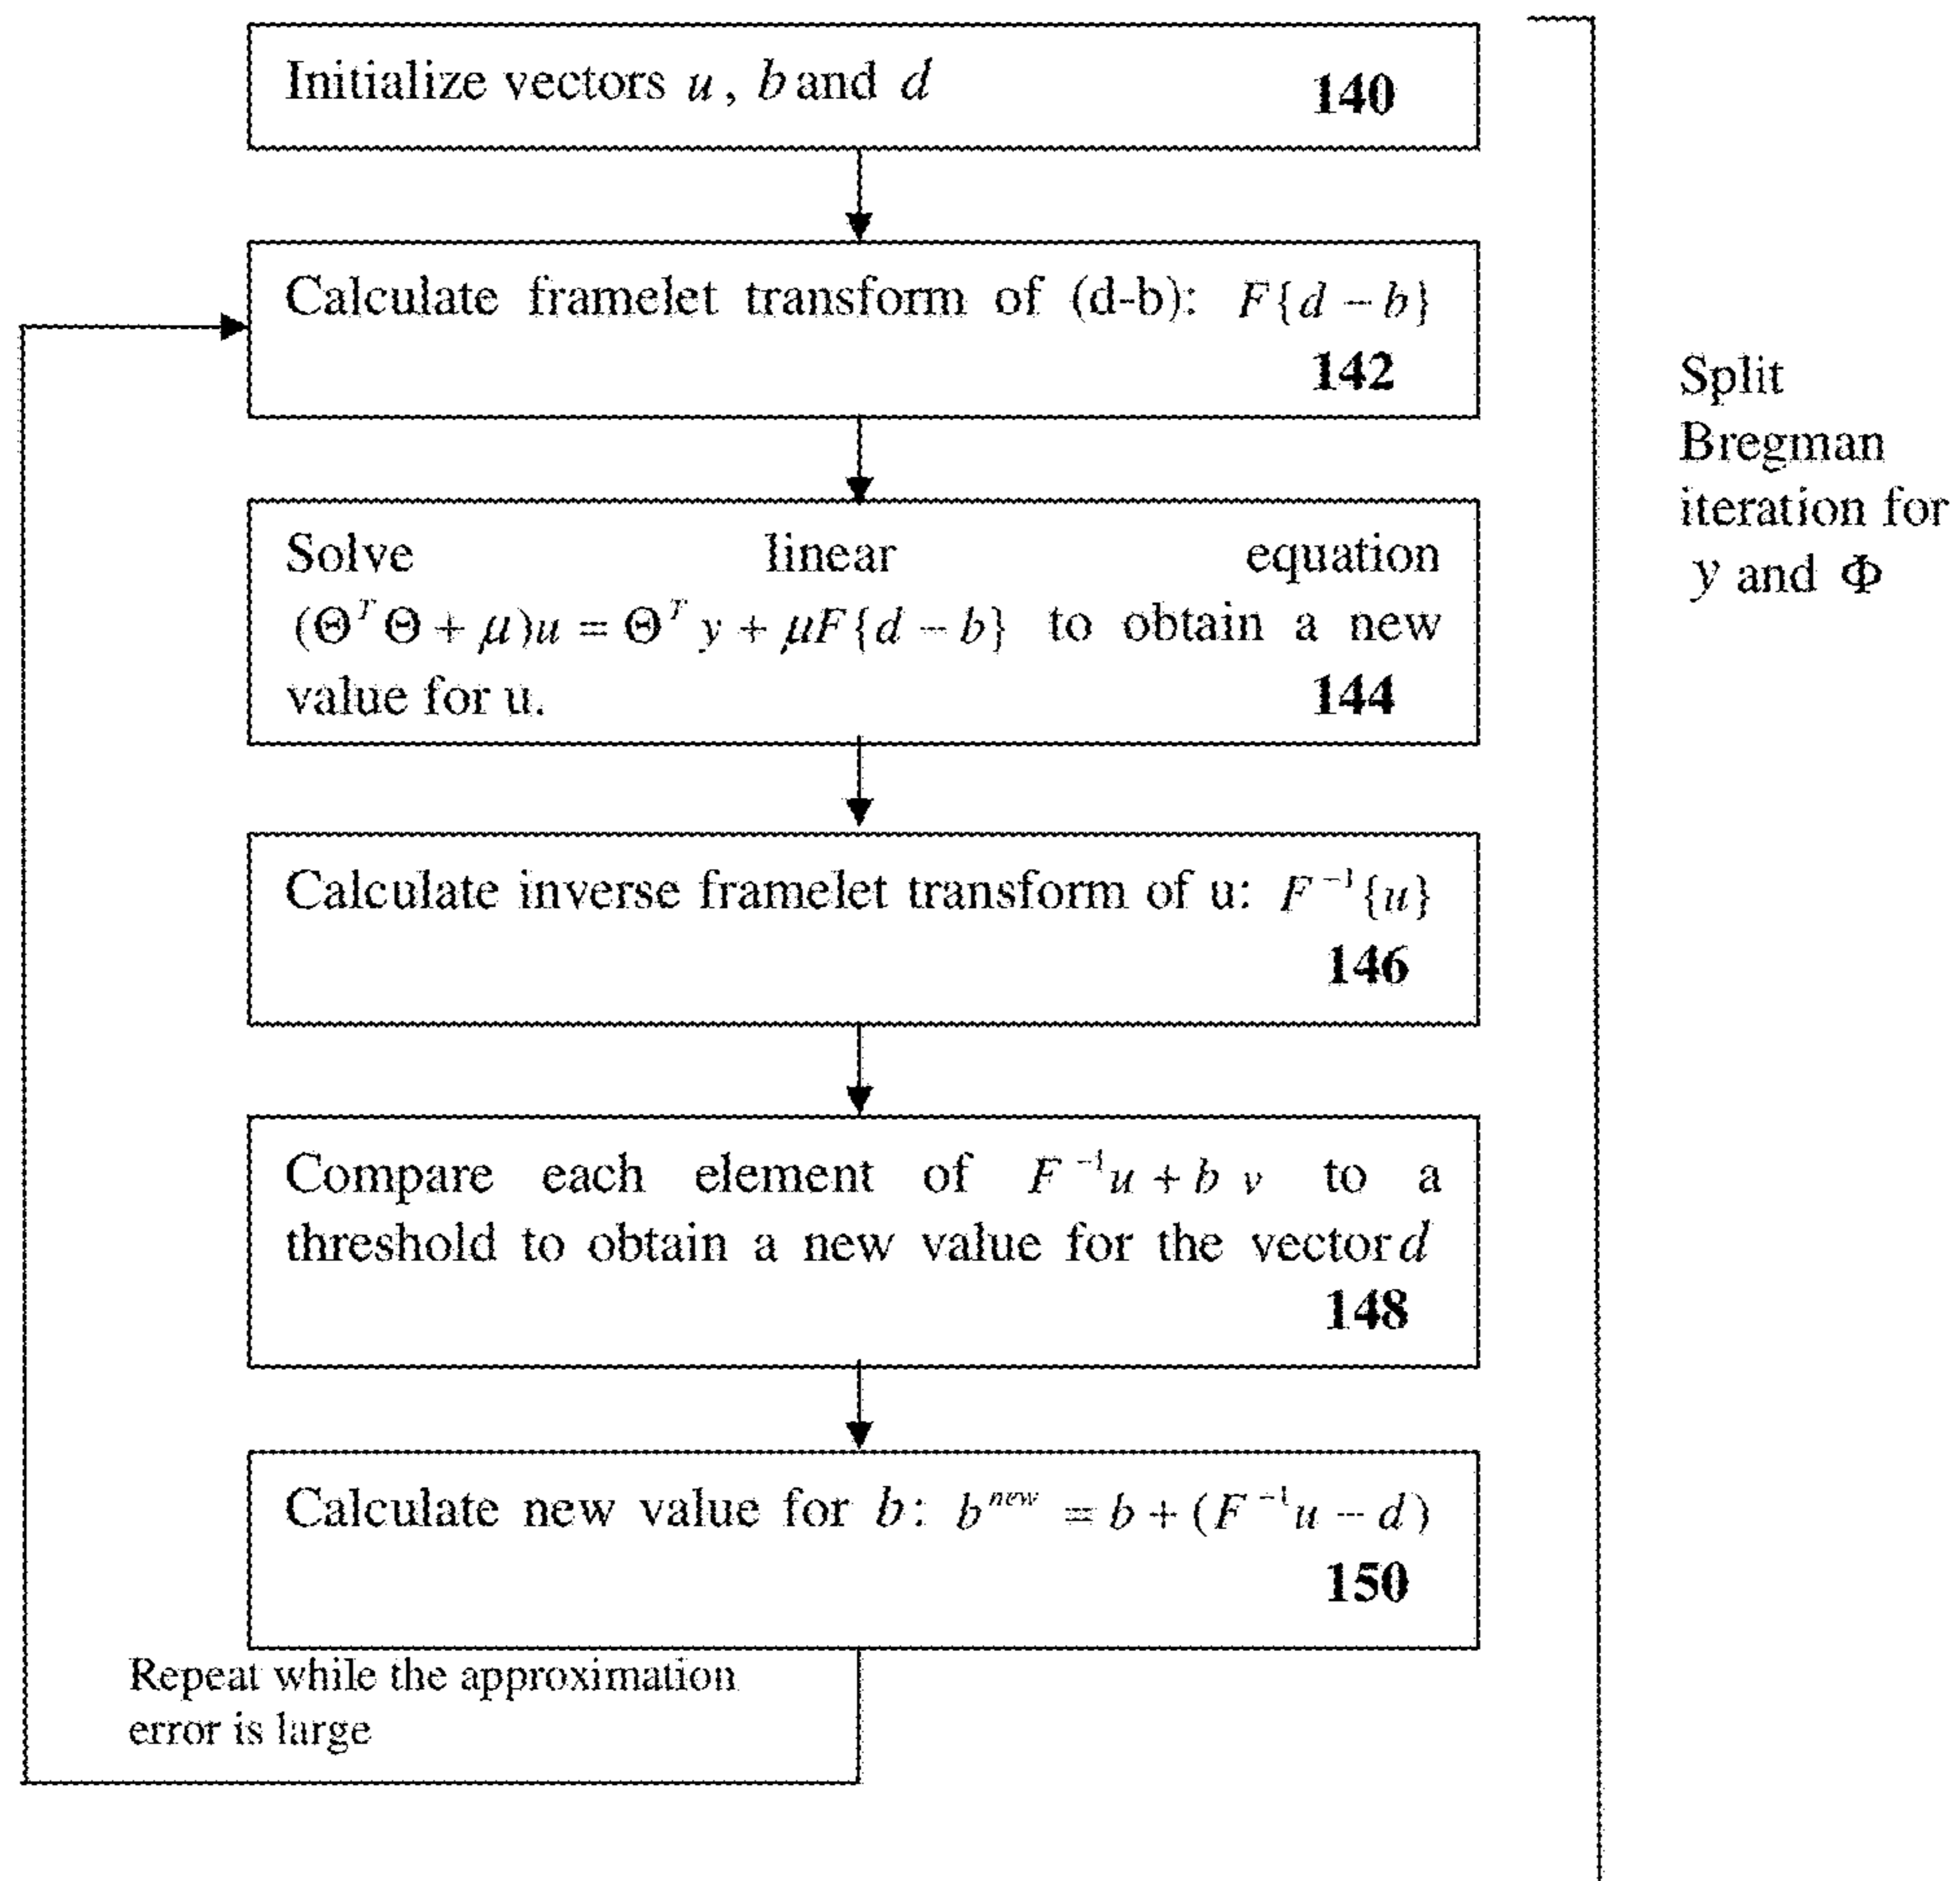 Initialize vectors u, b and d
140
Calculate framelet transform of (d-b): F{d − b}
142
Solve linear equation
(Θ^T Θ + μ)u = Θ^T y + μF{d − b} to obtain a new
value for u.
144
Calculate inverse framelet transform of u: F^{−1}{u}
146
Compare each element of F^{−1}u + b v to a
threshold to obtain a new value for the vector d
148
Calculate new value for b: b^{new} = b + (F^{−1}u − d)
150
Repeat while the approximation
error is large
Split
Bregman
iteration for
y and Φ